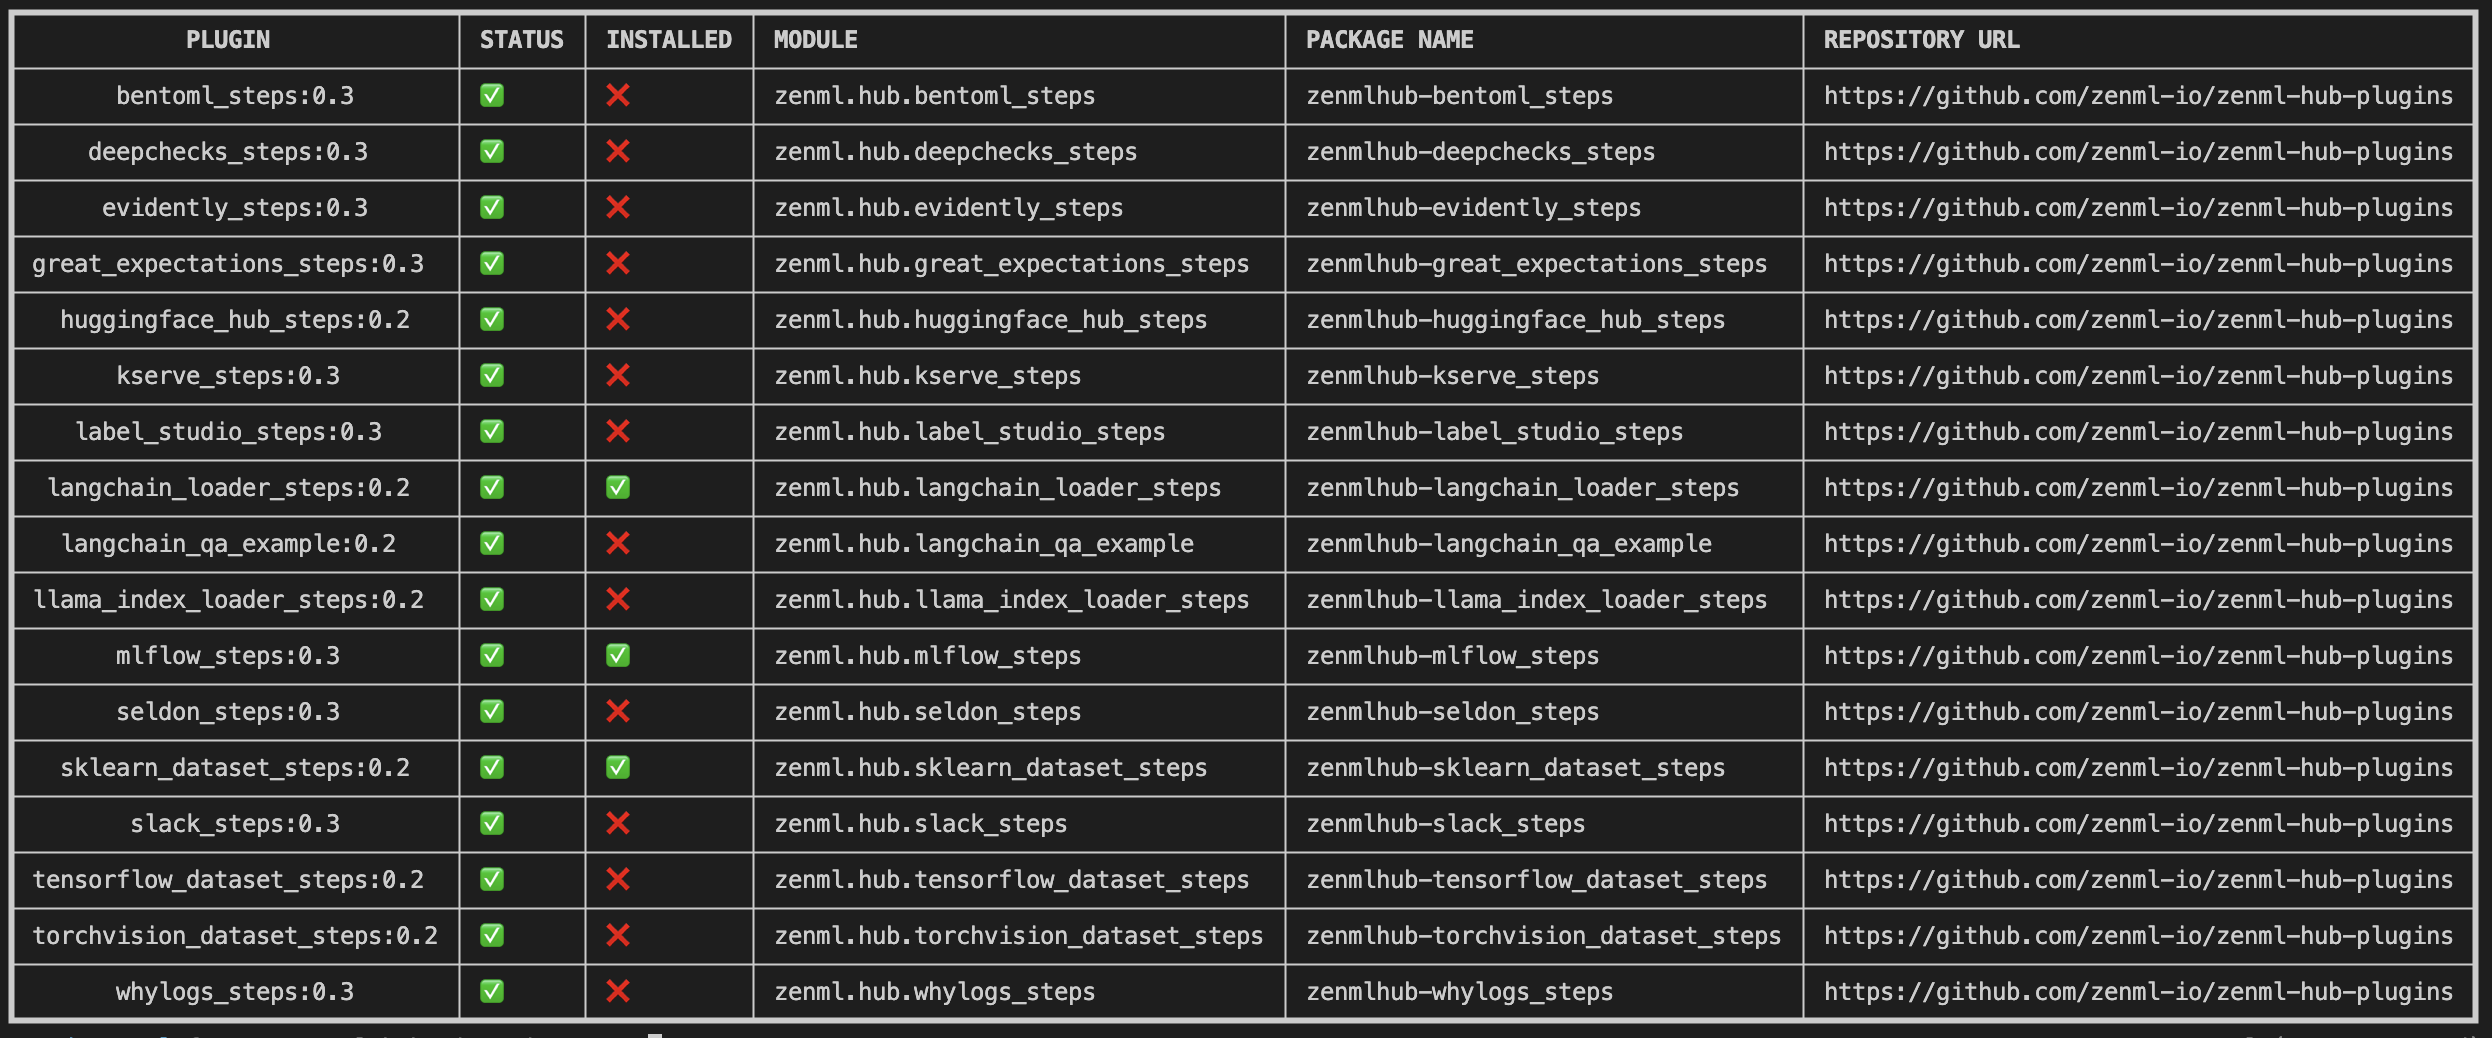 PLUGIN STATUS INSTALLED MODULE PACKAGE NAME REPOSITORY URL
bentoml_steps:0.3 ✅ ❌ zenml.hub.bentoml_steps zenmlhub-bentoml_steps https://github.com/zenml-io/zenml-hub-plugins
deepchecks_steps:0.3 ✅ ❌ zenml.hub.deepchecks_steps zenmlhub-deepchecks_steps https://github.com/zenml-io/zenml-hub-plugins
evidently_steps:0.3 ✅ ❌ zenml.hub.evidently_steps zenmlhub-evidently_steps https://github.com/zenml-io/zenml-hub-plugins
great_expectations_steps:0.3 ✅ ❌ zenml.hub.great_expectations_steps zenmlhub-great_expectations_steps https://github.com/zenml-io/zenml-hub-plugins
huggingface_hub_steps:0.2 ✅ ❌ zenml.hub.huggingface_hub_steps zenmlhub-huggingface_hub_steps https://github.com/zenml-io/zenml-hub-plugins
kserve_steps:0.3 ✅ ❌ zenml.hub.kserve_steps zenmlhub-kserve_steps https://github.com/zenml-io/zenml-hub-plugins
label_studio_steps:0.3 ✅ ❌ zenml.hub.label_studio_steps zenmlhub-label_studio_steps https://github.com/zenml-io/zenml-hub-plugins
langchain_loader_steps:0.2 ✅ ✅ zenml.hub.langchain_loader_steps zenmlhub-langchain_loader_steps https://github.com/zenml-io/zenml-hub-plugins
langchain_qa_example:0.2 ✅ ❌ zenml.hub.langchain_qa_example zenmlhub-langchain_qa_example https://github.com/zenml-io/zenml-hub-plugins
llama_index_loader_steps:0.2 ✅ ❌ zenml.hub.llama_index_loader_steps zenmlhub-llama_index_loader_steps https://github.com/zenml-io/zenml-hub-plugins
mlflow_steps:0.3 ✅ ✅ zenml.hub.mlflow_steps zenmlhub-mlflow_steps https://github.com/zenml-io/zenml-hub-plugins
seldon_steps:0.3 ✅ ❌ zenml.hub.seldon_steps zenmlhub-seldon_steps https://github.com/zenml-io/zenml-hub-plugins
sklearn_dataset_steps:0.2 ✅ ✅ zenml.hub.sklearn_dataset_steps zenmlhub-sklearn_dataset_steps https://github.com/zenml-io/zenml-hub-plugins
slack_steps:0.3 ✅ ❌ zenml.hub.slack_steps zenmlhub-slack_steps https://github.com/zenml-io/zenml-hub-plugins
tensorflow_dataset_steps:0.2 ✅ ❌ zenml.hub.tensorflow_dataset_steps zenmlhub-tensorflow_dataset_steps https://github.com/zenml-io/zenml-hub-plugins
torchvision_dataset_steps:0.2 ✅ ❌ zenml.hub.torchvision_dataset_steps zenmlhub-torchvision_dataset_steps https://github.com/zenml-io/zenml-hub-plugins
whylogs_steps:0.3 ✅ ❌ zenml.hub.whylogs_steps zenmlhub-whylogs_steps https://github.com/zenml-io/zenml-hub-plugins